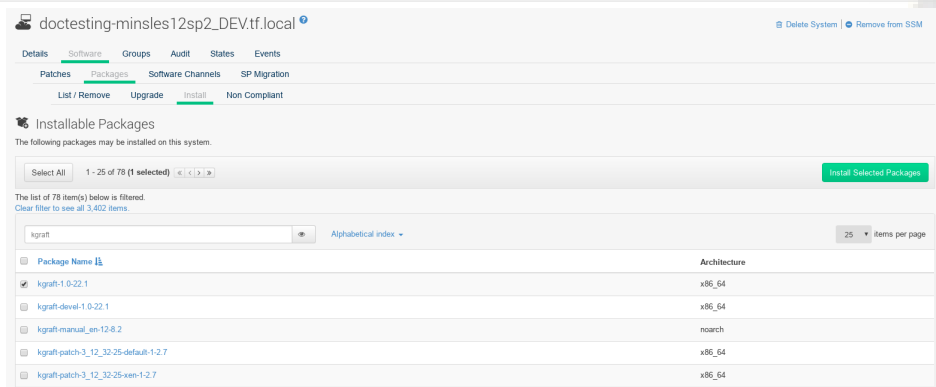 doctesting-minsles12sp2_DEV.tf.local ?
Delete System | Remove from SSM
Details Software Groups Audit States Events
Patches Packages Software Channels SP Migration
List / Remove Upgrade Install Non Compliant
Installable Packages
The following packages may be installed on this system.
Select All 1 - 25 of 78 (1 selected) « < > »
Install Selected Packages
The list of 78 item(s) below is filtered.
Clear filter to see all 3,402 items.
kgraft Alphabetical index 25 items per page
Package Name Architecture
kgraft-1.0-22.1 x86_64
kgraft-devel-1.0-22.1 x86_64
kgraft-manual_en-12-8.2 noarch
kgraft-patch-3_12_32-25-default-1-2.7 x86_64
kgraft-patch-3_12_32-25-xen-1-2.7 x86_64